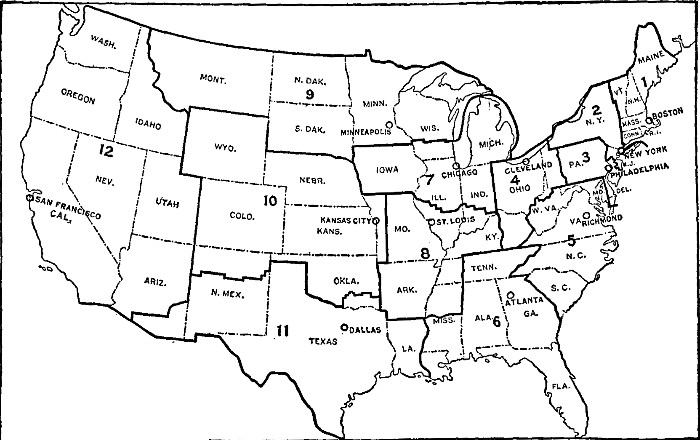 WASH.
MAINE
MONT.
N. DAK.
9
MINN.
VT.
N.H.
1
OREGON
2
N. Y.
MASS.
BOSTON
IDAHO
S. DAK.
MINNEAPOLIS
WIS.
MICH.
CONN.
R.I.
WYO.
12
NEV.
IOWA
7
CHICAGO
CLEVELAND
4
OHIO
PA. 3
NEW YORK
N.J.
PHILADELPHIA
NEBR.
ILL.
IND.
MD.
DEL.
UTAH
10
SAN FRANCISCO
CAL.
COLO.
KANSAS CITY
KANS.
MO.
ST. LOUIS
W. VA.
VA.
RICHMOND
KY.
5
N. C.
8
TENN.
ARIZ.
N. MEX.
OKLA.
ARK.
S. C.
ATLANTA
GA.
11
TEXAS
DALLAS
MISS.
ALA.
6
LA.
FLA.